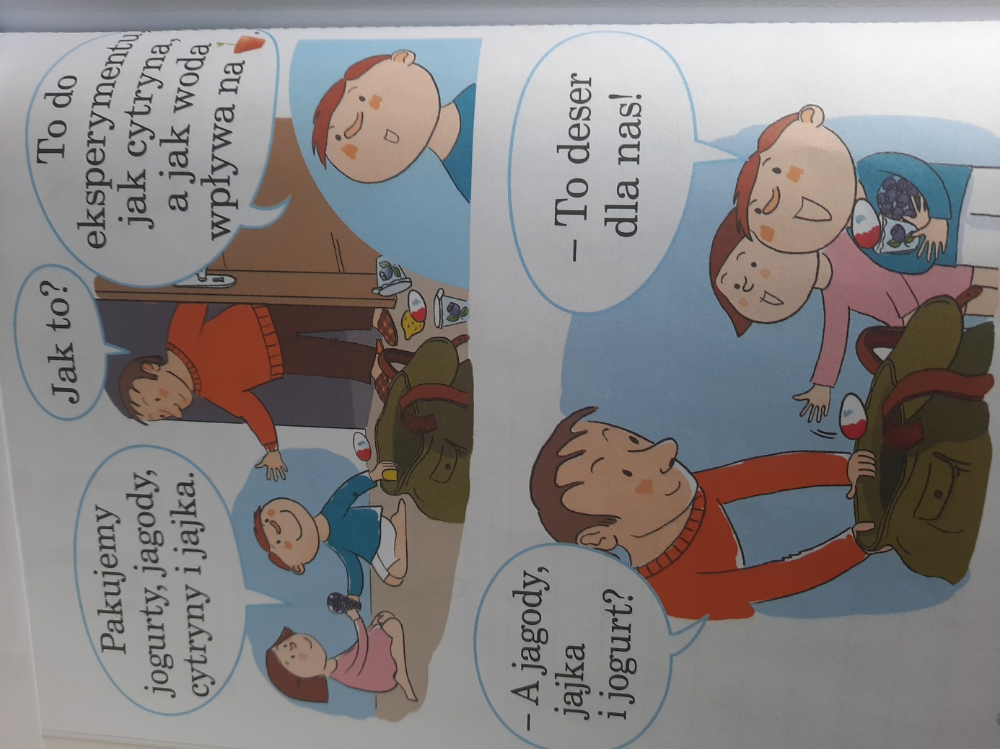 Pakujemy
jogurty, jagody,
cytryny i jajka.
Jak to?
To do
eksperymentu,
jak cytryna,
a jak woda
wpływa na
– A jagody,
jajka
i jogurt?
– To deser
dla nas!